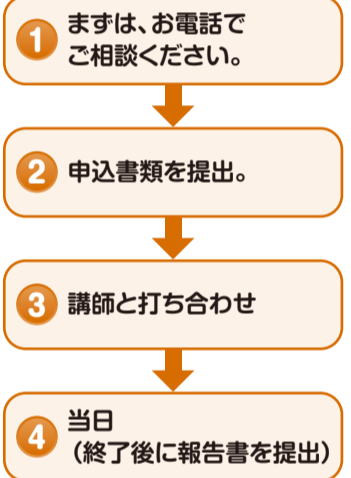 1 まずは、お電話で
ご相談ください。
2 申込書類を提出。
3 講師と打ち合わせ
4 当日
（終了後に報告書を提出）